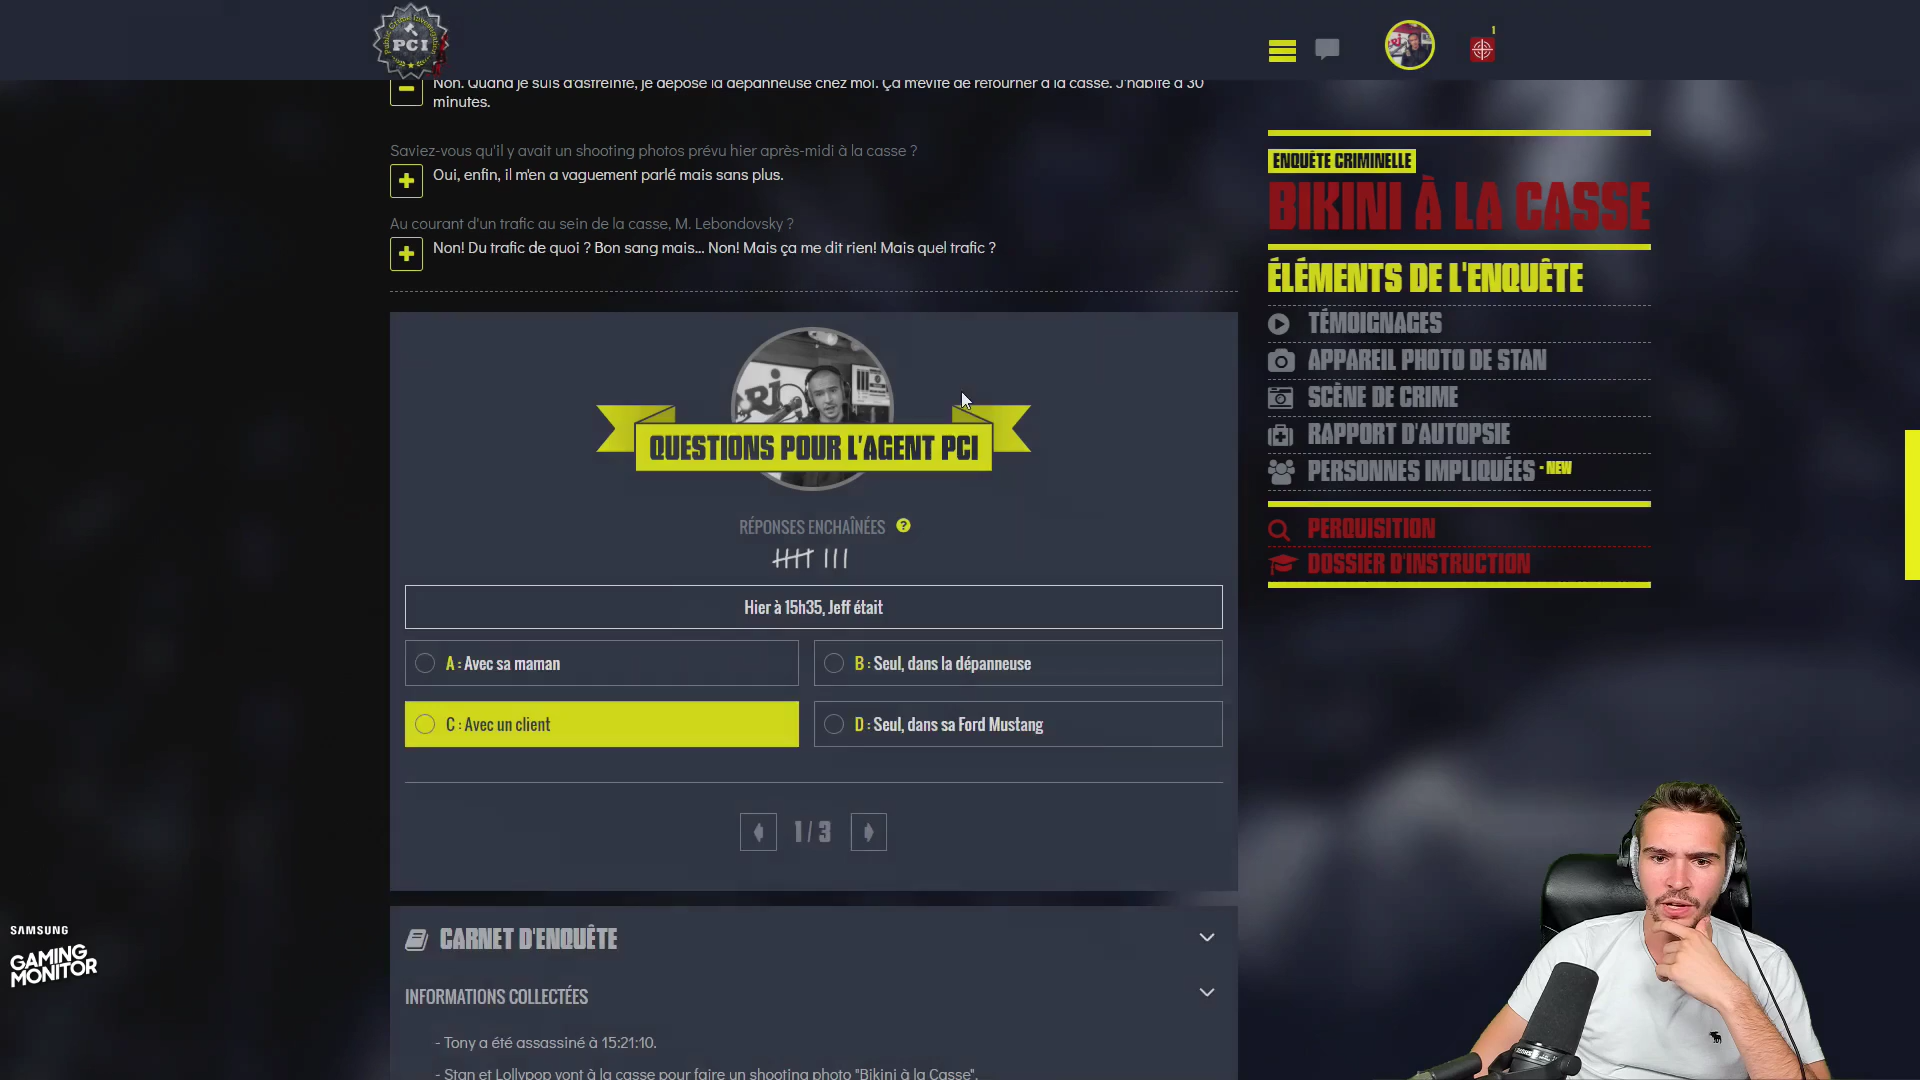 PCI
1
Non. Quand je suis d'astreinte, je dépose la dépanneuse chez moi. Ça m'évite de retourner à la casse. J'habite à 30
minutes.
Saviez-vous qu'il y avait un shooting photos prévu hier après-midi à la casse ?
Oui, enfin, il m'en a vaguement parlé mais sans plus.
Au courant d'un trafic au sein de la casse, M. Lebondovsky ?
Non! Du trafic de quoi ? Bon sang mais... Non! Mais ça me dit rien! Mais quel trafic ?
QUESTIONS POUR L'AGENT PCI
RÉPONSES ENCHAÎNÉES ?
Hier à 15h35, Jeff était
A : Avec sa maman
B : Seul, dans la dépanneuse
C : Avec un client
D : Seul, dans sa Ford Mustang
1 / 3
CARNET D'ENQUÊTE
INFORMATIONS COLLECTÉES
- Tony a été assassiné à 15:21:10.
- Stan et Lollypop vont à la casse pour faire un shooting photo "Bikini à la Casse".
ENQUÊTE CRIMINELLE
BIKINI À LA CASSE
ÉLÉMENTS DE L'ENQUÊTE
TÉMOIGNAGES
APPAREIL PHOTO DE STAN
SCÈNE DE CRIME
RAPPORT D'AUTOPSIE
PERSONNES IMPLIQUÉES - NEW
PERQUISITION
DOSSIER D'INSTRUCTION
SAMSUNG
GAMING
MONITOR